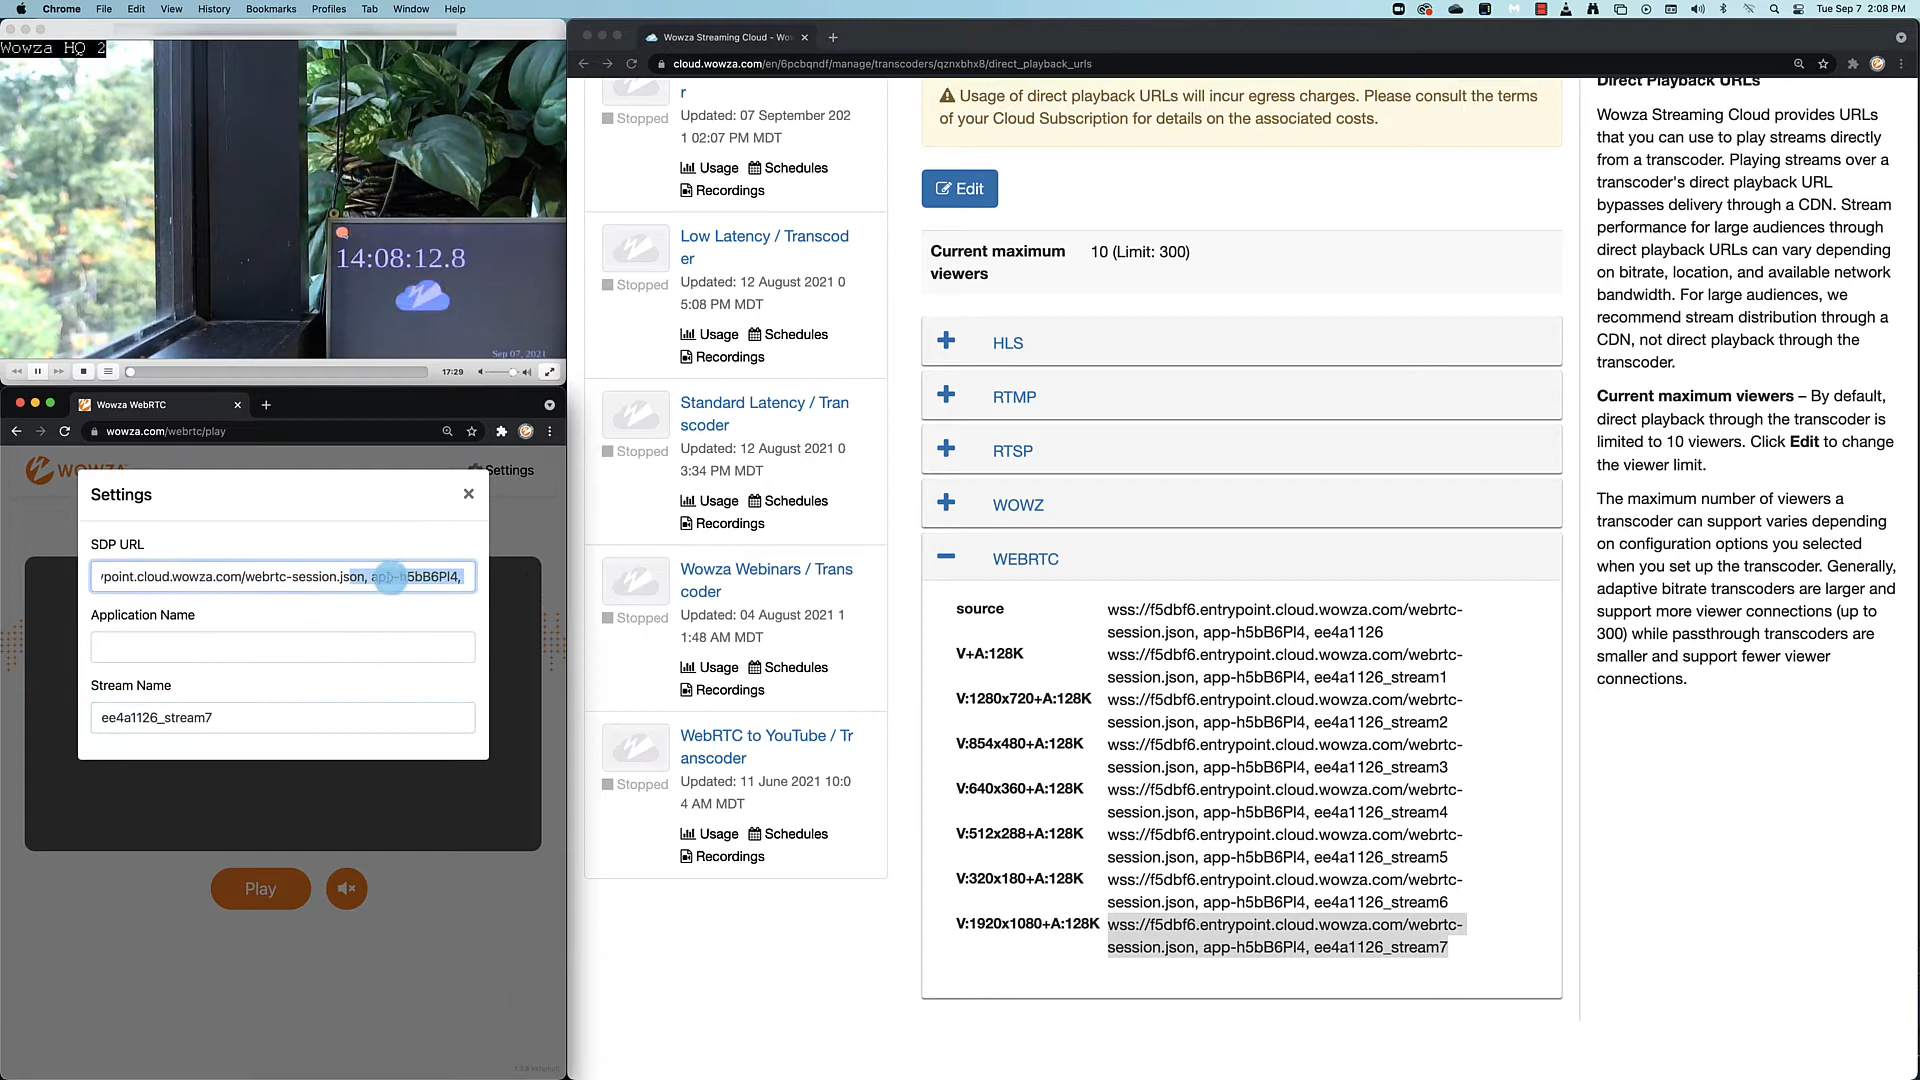 Chrome File Edit View History Bookmarks Profiles Tab Window Help
Tue Sep 7 2:08 PM
Wowza HQ 2
14:08:12.8
Sep 07, 2021
17:29
Wowza WebRTC
wowza.com/webrtc/play
WOWZA
Settings
Settings
SDP URL
point.cloud.wowza.com/webrtc-session.json, app-h5bB6Pl4,
Application Name
Stream Name
ee4a1126_stream7
Play
Wowza Streaming Cloud - Wow
cloud.wowza.com/en/6pcbqndf/manage/transcoders/qznxbhx8/direct_playback_urls
r
Stopped
Updated: 07 September 202
1 02:07 PM MDT
Usage Schedules
Recordings
Low Latency / Transcod
er
Stopped
Updated: 12 August 2021 0
5:08 PM MDT
Usage Schedules
Recordings
Standard Latency / Tran
scoder
Stopped
Updated: 12 August 2021 0
3:34 PM MDT
Usage Schedules
Recordings
Wowza Webinars / Trans
coder
Stopped
Updated: 04 August 2021 1
1:48 AM MDT
Usage Schedules
Recordings
WebRTC to YouTube / Tr
anscoder
Stopped
Updated: 11 June 2021 10:0
4 AM MDT
Usage Schedules
Recordings
Usage of direct playback URLs will incur egress charges. Please consult the terms
of your Cloud Subscription for details on the associated costs.
Edit
Current maximum
viewers
10 (Limit: 300)
HLS
RTMP
RTSP
WOWZ
WEBRTC
source wss://f5dbf6.entrypoint.cloud.wowza.com/webrtc-
session.json, app-h5bB6Pl4, ee4a1126
V+A:128K wss://f5dbf6.entrypoint.cloud.wowza.com/webrtc-
session.json, app-h5bB6Pl4, ee4a1126_stream1
V:1280x720+A:128K wss://f5dbf6.entrypoint.cloud.wowza.com/webrtc-
session.json, app-h5bB6Pl4, ee4a1126_stream2
V:854x480+A:128K wss://f5dbf6.entrypoint.cloud.wowza.com/webrtc-
session.json, app-h5bB6Pl4, ee4a1126_stream3
V:640x360+A:128K wss://f5dbf6.entrypoint.cloud.wowza.com/webrtc-
session.json, app-h5bB6Pl4, ee4a1126_stream4
V:512x288+A:128K wss://f5dbf6.entrypoint.cloud.wowza.com/webrtc-
session.json, app-h5bB6Pl4, ee4a1126_stream5
V:320x180+A:128K wss://f5dbf6.entrypoint.cloud.wowza.com/webrtc-
session.json, app-h5bB6Pl4, ee4a1126_stream6
V:1920x1080+A:128K wss://f5dbf6.entrypoint.cloud.wowza.com/webrtc-
session.json, app-h5bB6Pl4, ee4a1126_stream7
Direct Playback URLs
Wowza Streaming Cloud provides URLs
that you can use to play streams directly
from a transcoder. Playing streams over a
transcoder's direct playback URL
bypasses delivery through a CDN. Stream
performance for large audiences through
direct playback URLs can vary depending
on bitrate, location, and available network
bandwidth. For large audiences, we
recommend stream distribution through a
CDN, not direct playback through the
transcoder.
Current maximum viewers – By default,
direct playback through the transcoder is
limited to 10 viewers. Click Edit to change
the viewer limit.
The maximum number of viewers a
transcoder can support varies depending
on configuration options you selected
when you set up the transcoder. Generally,
adaptive bitrate transcoders are larger and
support more viewer connections (up to
300) while passthrough transcoders are
smaller and support fewer viewer
connections.